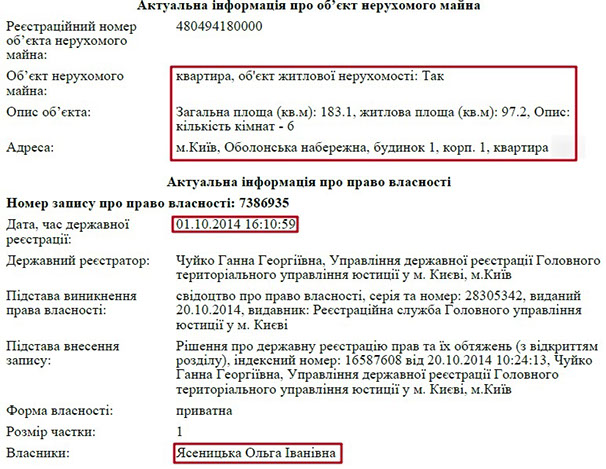 Актуальна інформація про об’єкт нерухомого майна
Реєстраційний номер 480494180000
об’єкта нерухомого
майна:
Об’єкт нерухомого квартира, об'єкт житлової нерухомості: Так
майна:
Опис об’єкта: Загальна площа (кв.м): 183.1, житлова площа (кв.м): 97.2, Опис:
кількість кімнат - 6
Адреса: м.Київ, Оболонська набережна, будинок 1, корп. 1, квартира
Актуальна інформація про право власності
Номер запису про право власності: 7386935
Дата, час державної 01.10.2014 16:10:59
реєстрації:
Державний реєстратор: Чуйко Ганна Георгіївна, Управління державної реєстрації Головного
територіального управління юстиції у м. Києві, м.Київ
Підстава виникнення свідоцтво про право власності, серія та номер: 28305342, виданий
права власності: 20.10.2014, видавник: Реєстраційна служба Головного управління
юстиції у м. Києві
Підстава внесення Рішення про державну реєстрацію прав та їх обтяжень (з відкриттям
запису: розділу), індексний номер: 16587608 від 20.10.2014 10:24:13, Чуйко
Ганна Георгіївна, Управління державної реєстрації Головного
територіального управління юстиції у м. Києві, м.Київ
Форма власності: приватна
Розмір частки: 1
Власники: Ясеницька Ольга Іванівна